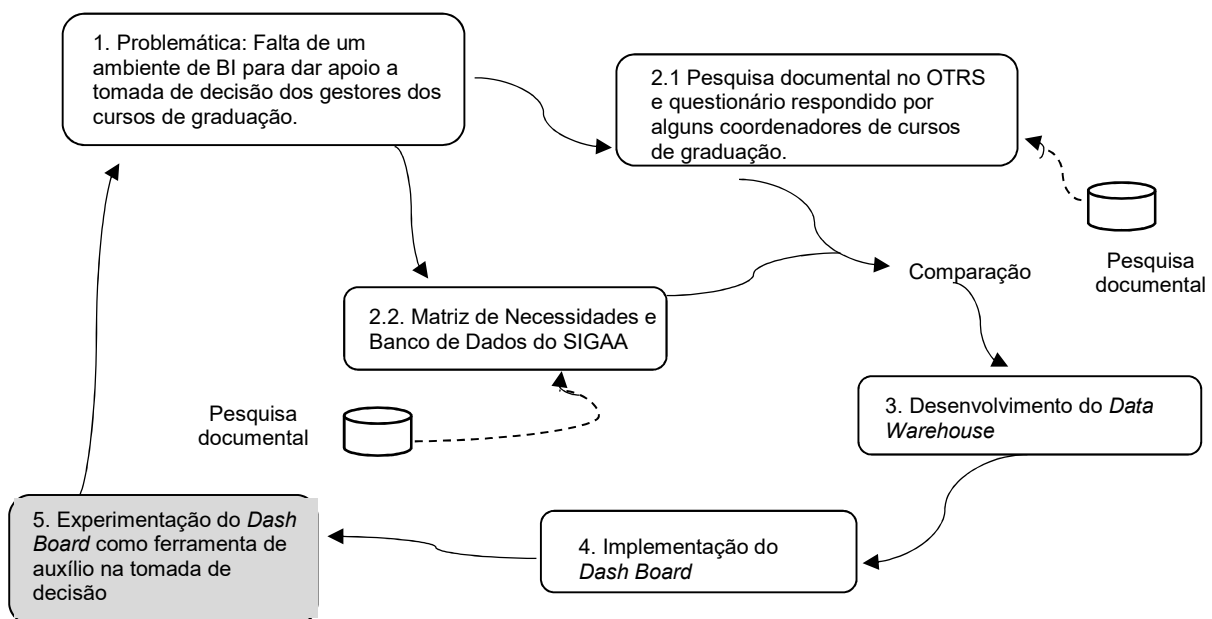 1. Problemática: Falta de um
ambiente de BI para dar apoio a
tomada de decisão dos gestores dos
cursos de graduação.
2.1 Pesquisa documental no OTRS
e questionário respondido por
alguns coordenadores de cursos
de graduação.
Pesquisa
documental
Comparação
2.2. Matriz de Necessidades e
Banco de Dados do SIGAA
Pesquisa
documental
3. Desenvolvimento do Data
Warehouse
4. Implementação do
Dash Board
5. Experimentação do Dash
Board como ferramenta de
auxílio na tomada de
decisão